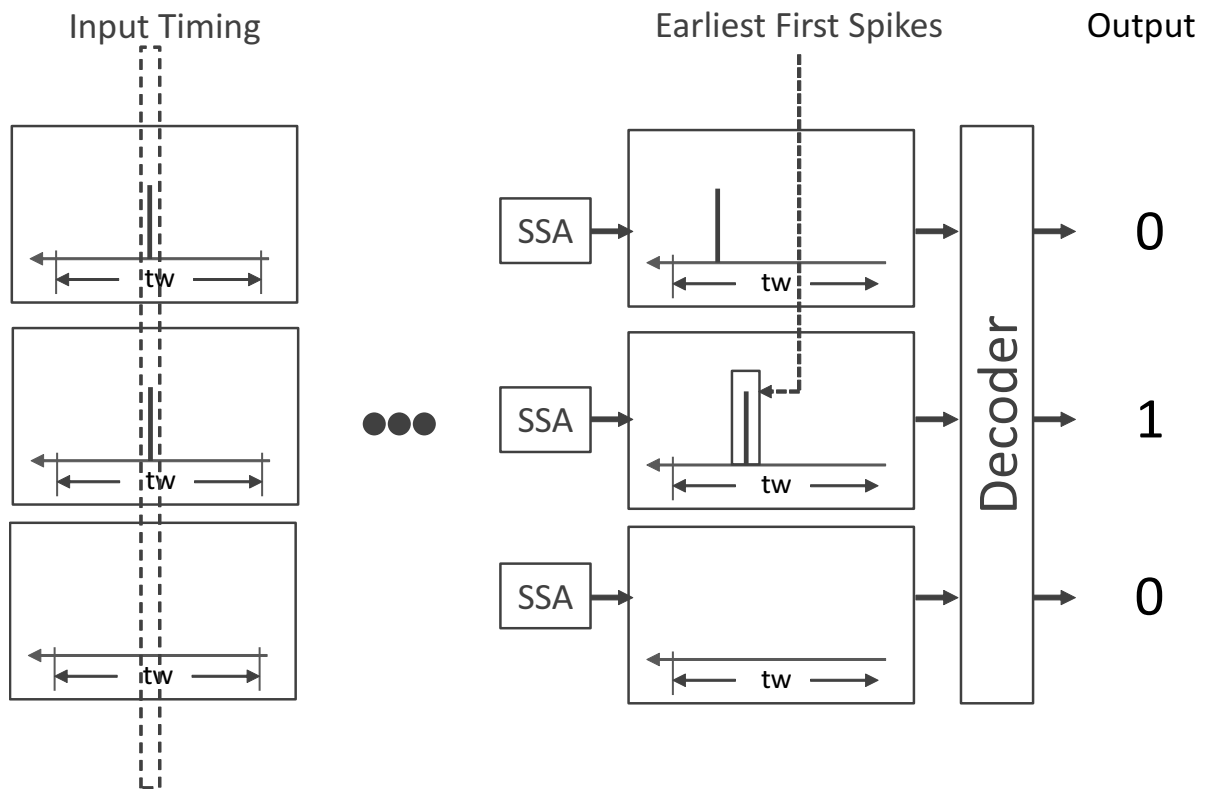 Input Timing
Earliest First Spikes
Output
tw
SSA
tw
0
tw
SSA
tw
Decoder
1
tw
SSA
tw
0